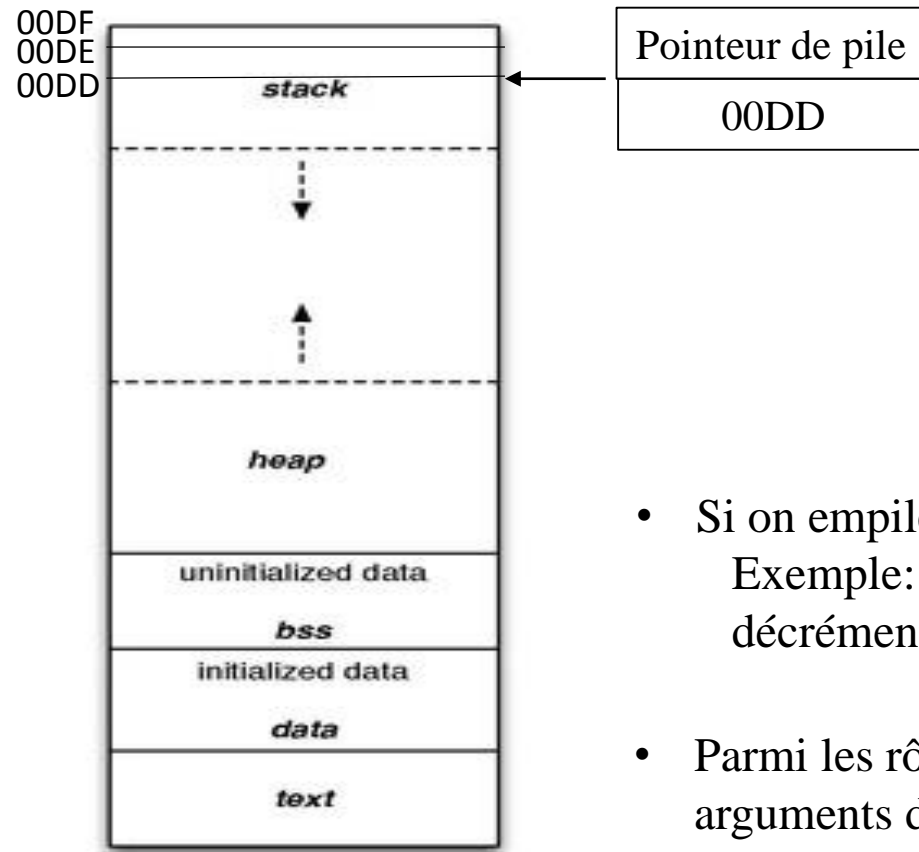 00DF
00DE
00DD
stack
heap
uninitialized data
bss
initialized data
data
text
Pointeur de pile
00DD
• Si on empile
Exemple:
décrémen
• Parmi les rô
arguments d